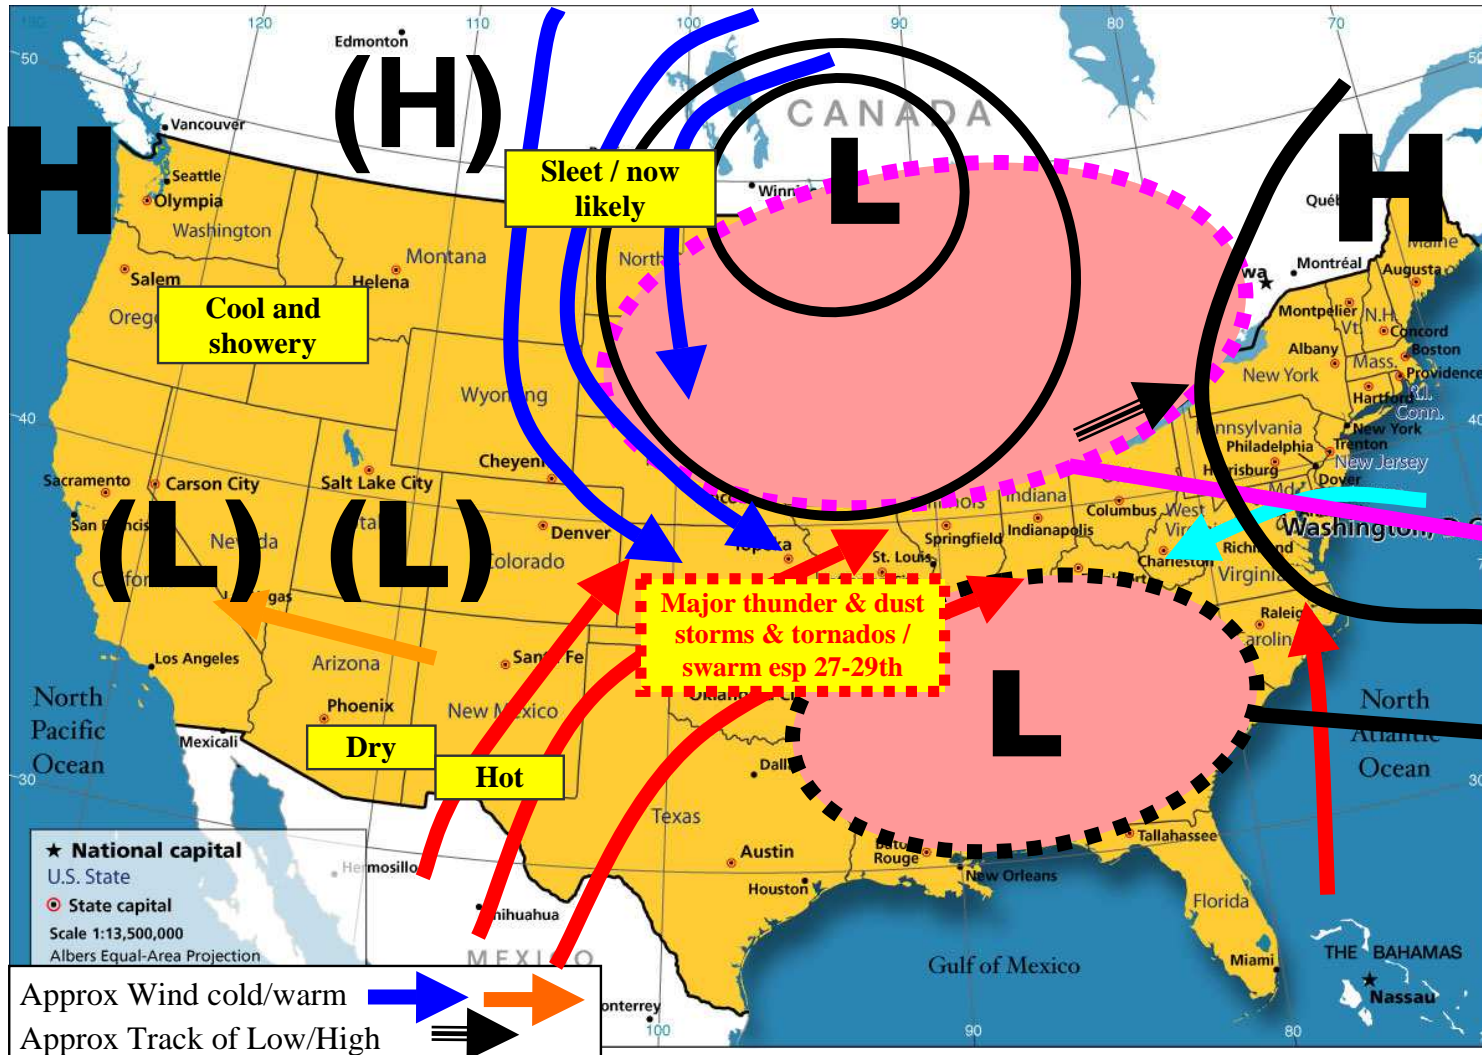 120
110
100
90
70
50
Edmonton
CANADA
(H)
H
L
H
Vancouver
Seattle
Olympia
Washington
Sleet / now
likely
Montana
Helena
Salem
Cool and
showery
Montréal
Maine
Augusta
Montpelier
Vt.
N.H.
Concord
Albany
Boston
Mass.
Providence
New York
Hartford
R.I.
Conn.
40
40
Wyoming
Pennsylvania
New York
Philadelphia
Trenton
Harrisburg
New Jersey
Dover
Md.
Sacramento
Carson City
Salt Lake City
Denver
Colorado
(L)
(L)
Nevada
Topeka
St. Louis
Springfield
Indiana
Indianapolis
Columbus
West
Charleston
Richmond
Virginia
Washington, D.C.
Major thunder & dust
storms & tornados /
swarm esp 27-29th
L
Los Angeles
Arizona
Santa Fe
Phoenix
New Mexico
Mexicali
Dry
Hot
North
Pacific
Ocean
North
Atlantic
Ocean
30
30
Texas
Austin
Houston
Baton
Rouge
New Orleans
Tallahassee
Florida
Miami
Gulf of Mexico
THE BAHAMAS
Nassau
Hermosillo
MEXICO
★ National capital
U.S. State
State capital
Scale 1:13,500,000
Albers Equal-Area Projection
Approx Wind cold/warm
Approx Track of Low/High
100
90
80